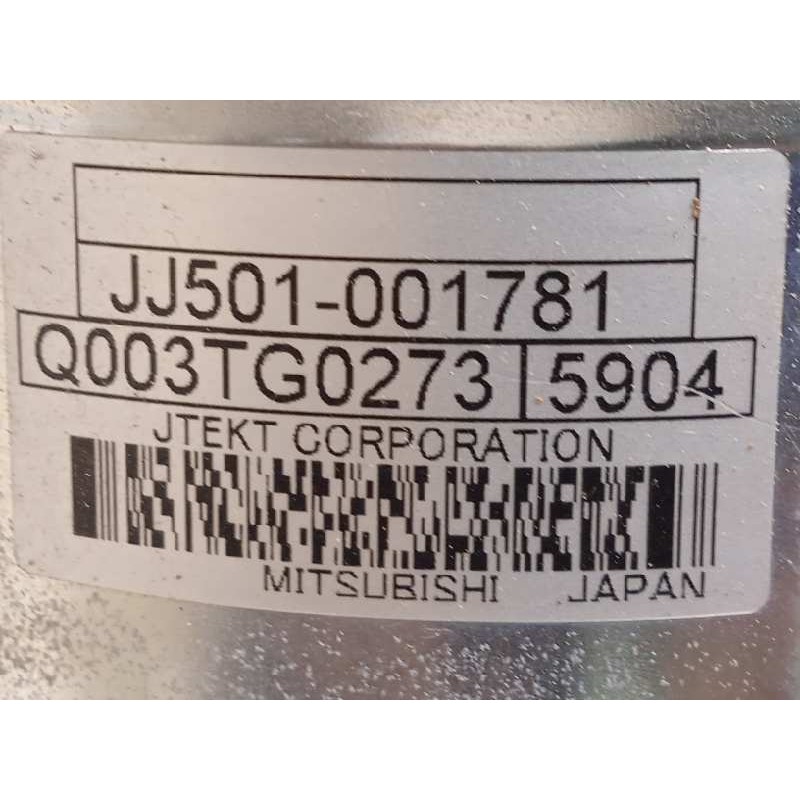 JJ501-001781
Q003TG0273 5904
JTEKT CORPORATION
MITSUBISHI JAPAN